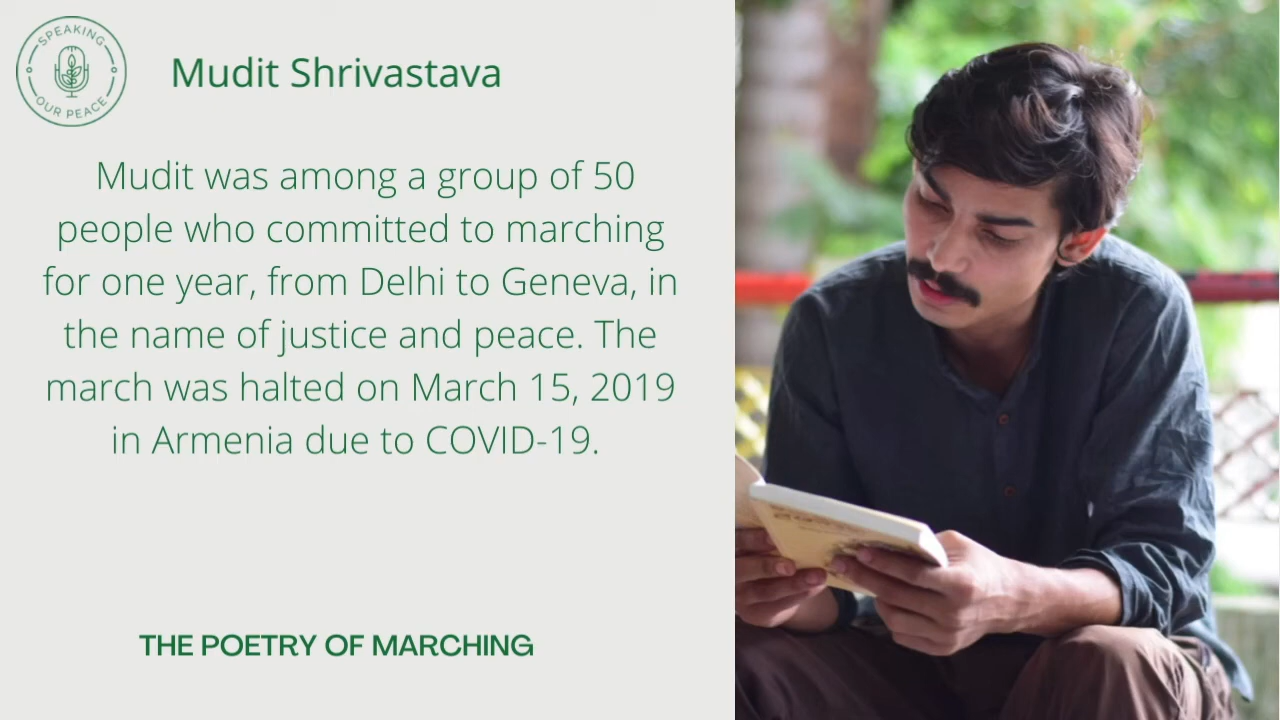 SPEAKING
OUR PEACE
Mudit Shrivastava
Mudit was among a group of 50
people who committed to marching
for one year, from Delhi to Geneva, in
the name of justice and peace. The
march was halted on March 15, 2019
in Armenia due to COVID-19.
THE POETRY OF MARCHING